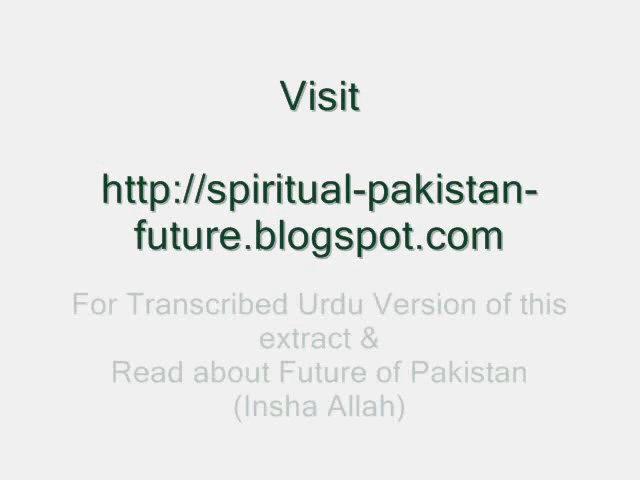 Visit
http://spiritual-pakistan-
future.blogspot.com
For Transcribed Urdu Version of this
extract &
Read about Future of Pakistan
(Insha Allah)